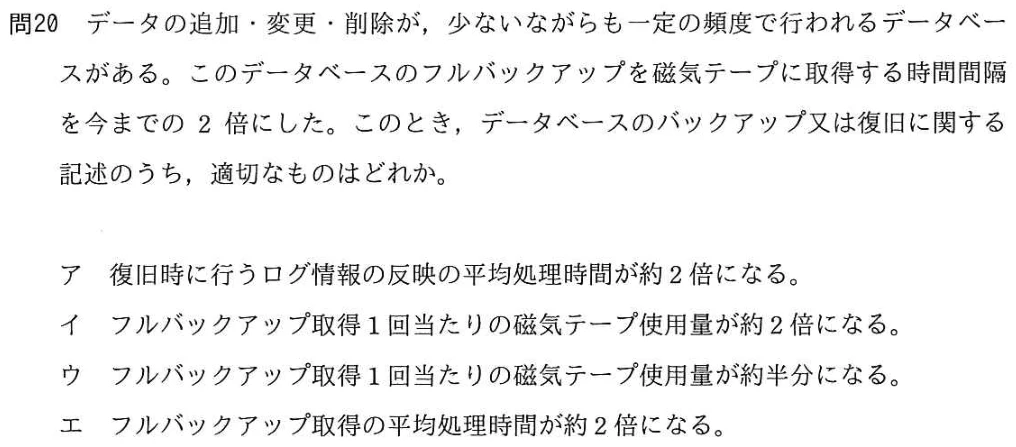 問20 データの追加・変更・削除が，少ないながらも一定の頻度で行われるデータベー
スがある。このデータベースのフルバックアップを磁気テープに取得する時間間隔
を今までの 2 倍にした。このとき，データベースのバックアップ又は復旧に関する
記述のうち，適切なものはどれか。
ア 復旧時に行うログ情報の反映の平均処理時間が約 2 倍になる。
イ フルバックアップ取得 1 回当たりの磁気テープ使用量が約 2 倍になる。
ウ フルバックアップ取得 1 回当たりの磁気テープ使用量が約半分になる。
エ フルバックアップ取得の平均処理時間が約 2 倍になる。